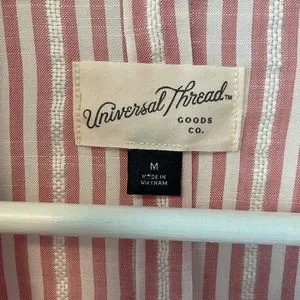 Universal Thread™
GOODS
CO.
M
MADE IN
VIETNAM